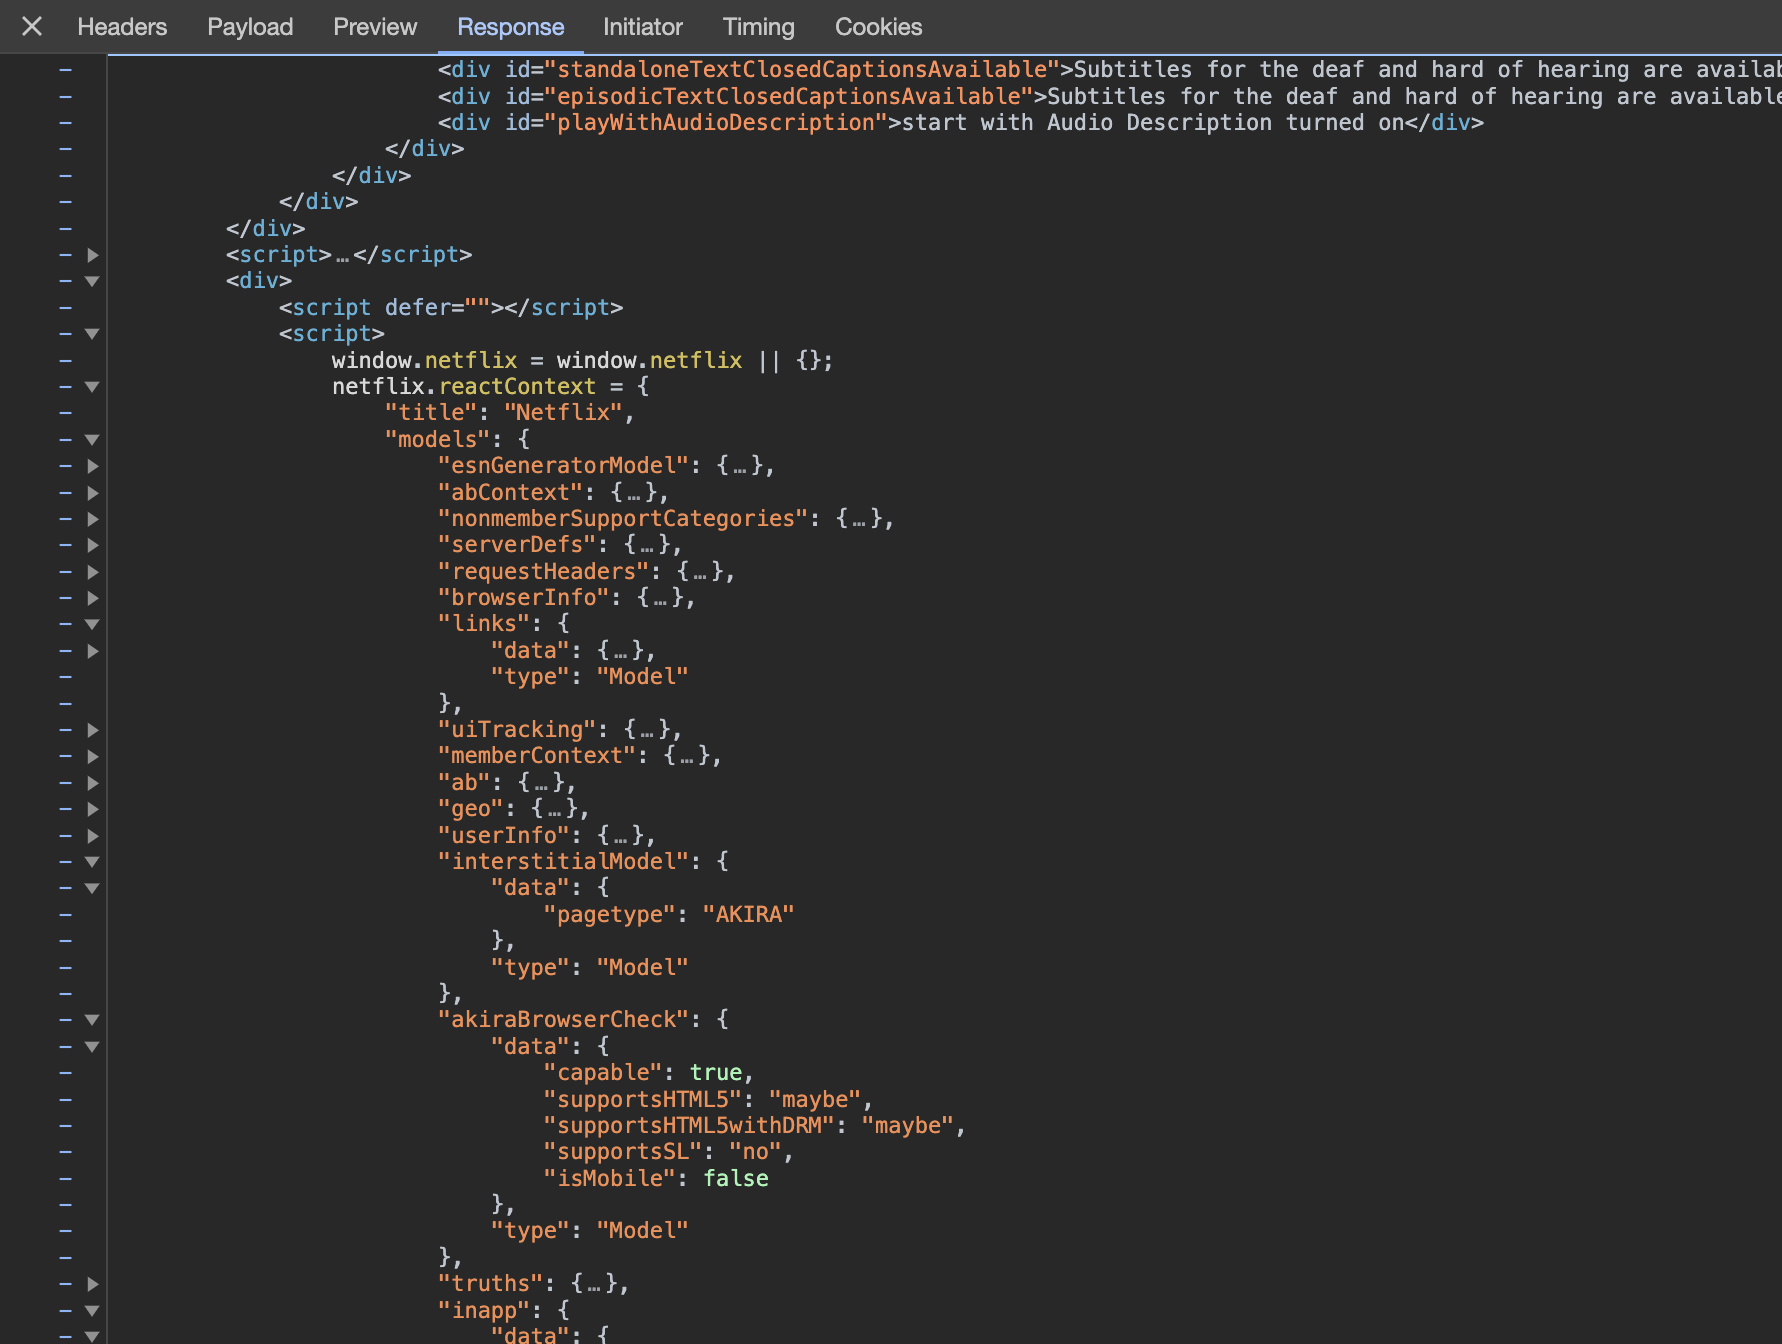 Headers Payload Preview Response Initiator Timing Cookies
<div id="standaloneTextClosedCaptionsAvailable">Subtitles for the deaf and hard of hearing are availab
<div id="episodicTextClosedCaptionsAvailable">Subtitles for the deaf and hard of hearing are available
<div id="playWithAudioDescription">start with Audio Description turned on</div>
</div>
</div>
</div>
</div>
<script>…</script>
<div>
<script defer=""></script>
<script>
window.netflix = window.netflix || {};
netflix.reactContext = {
"title": "Netflix",
"models": {
"esnGeneratorModel": {…},
"abContext": {…},
"nonmemberSupportCategories": {…},
"serverDefs": {…},
"requestHeaders": {…},
"browserInfo": {…},
"links": {
"data": {…},
"type": "Model"
},
"uiTracking": {…},
"memberContext": {…},
"ab": {…},
"geo": {…},
"userInfo": {…},
"interstitialModel": {
"data": {
"pagetype": "AKIRA"
},
"type": "Model"
},
"akiraBrowserCheck": {
"data": {
"capable": true,
"supportsHTML5": "maybe",
"supportsHTML5withDRM": "maybe",
"supportsSL": "no",
"isMobile": false
},
"type": "Model"
},
"truths": {…},
"inapp": {
"data": {